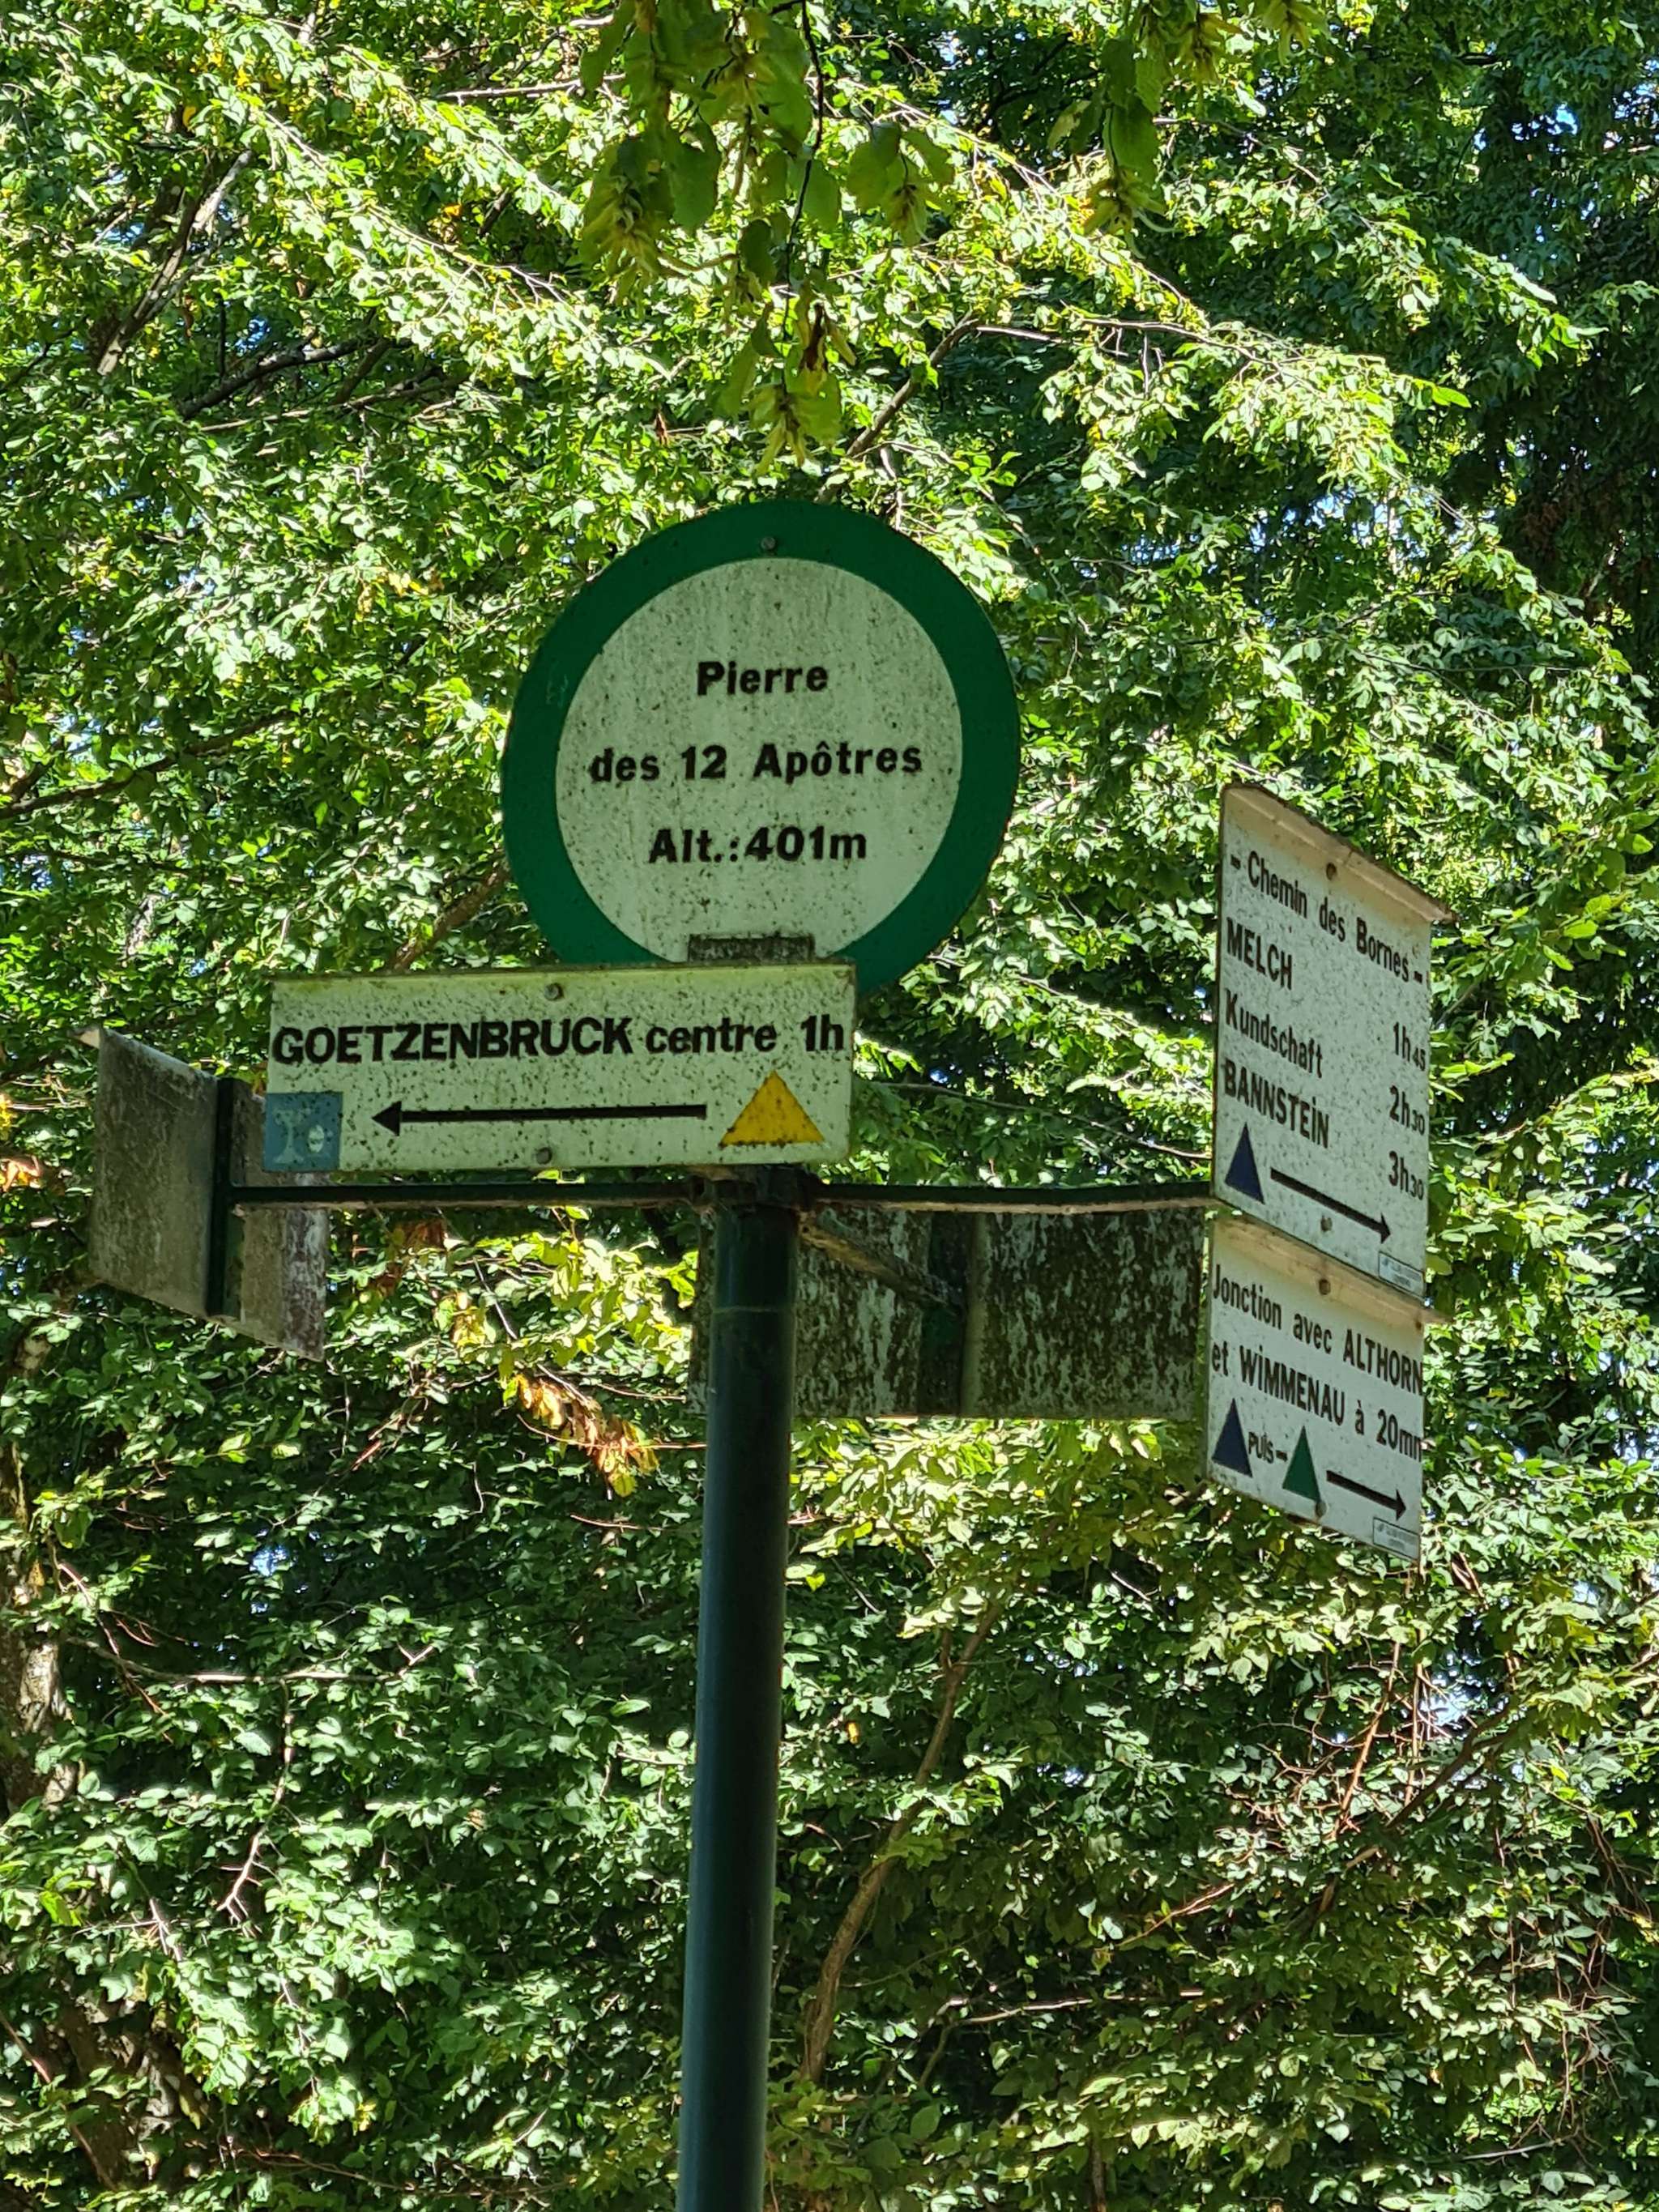 Pierre
des 12 Apôtres
Alt.:401m
GOETZENBRUCK centre 1h
- Chemin des Bornes -
MELCH 1h45
Kundschaft 2h30
BANNSTEIN 3h30
Jonction avec ALTHORN
et WIMMENAU à 20mn
PUIS-